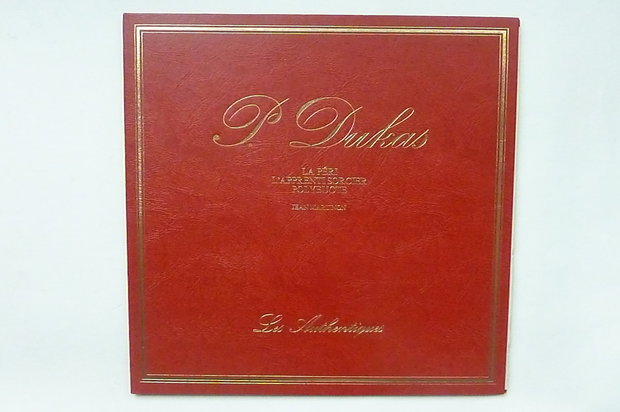 P. Dukas
LA PÉRI
L'APPRENTI SORCIER
POLYEUCTE
JEAN MARTINON
Les Authentiques